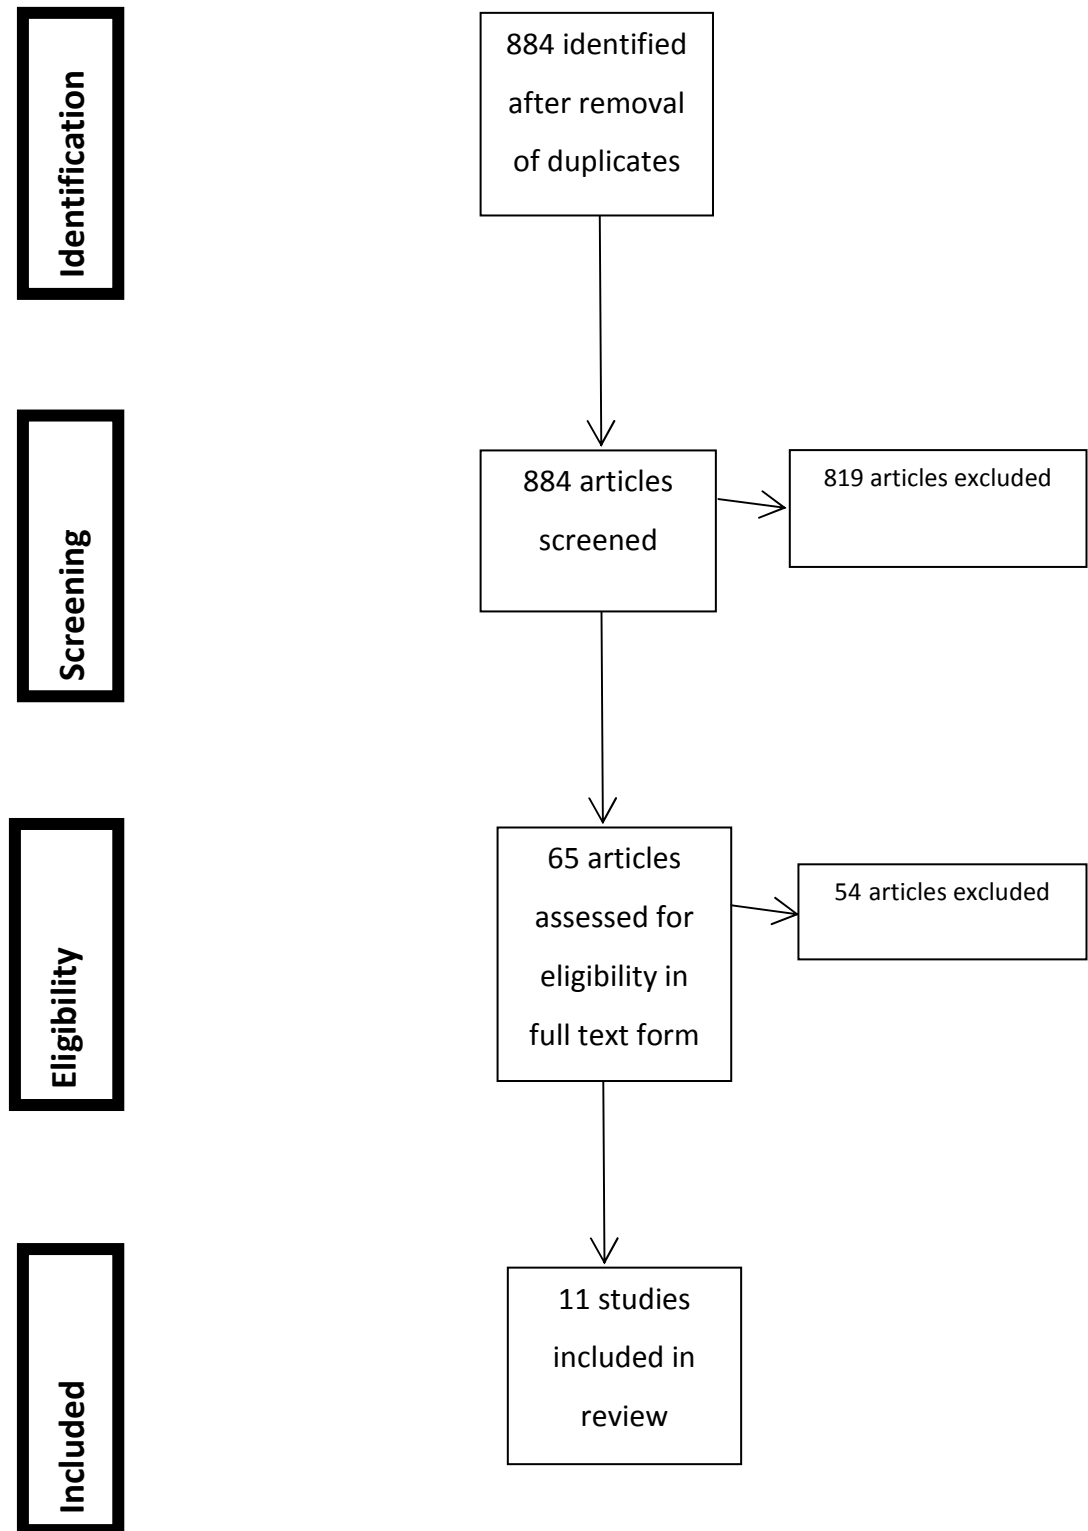 Identification
884 identified
after removal
of duplicates
Screening
884 articles
screened
819 articles excluded
Eligibility
65 articles
assessed for
eligibility in
full text form
54 articles excluded
Included
11 studies
included in
review